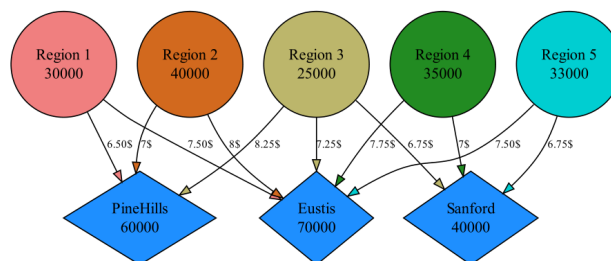 Region 1
30000
Region 2
40000
Region 3
25000
Region 4
35000
Region 5
33000
6.50$
7$
7.50$
8$
8.25$
7.25$
7.75$
6.75$
7$
7.50$
6.75$
PineHills
60000
Eustis
70000
Sanford
40000